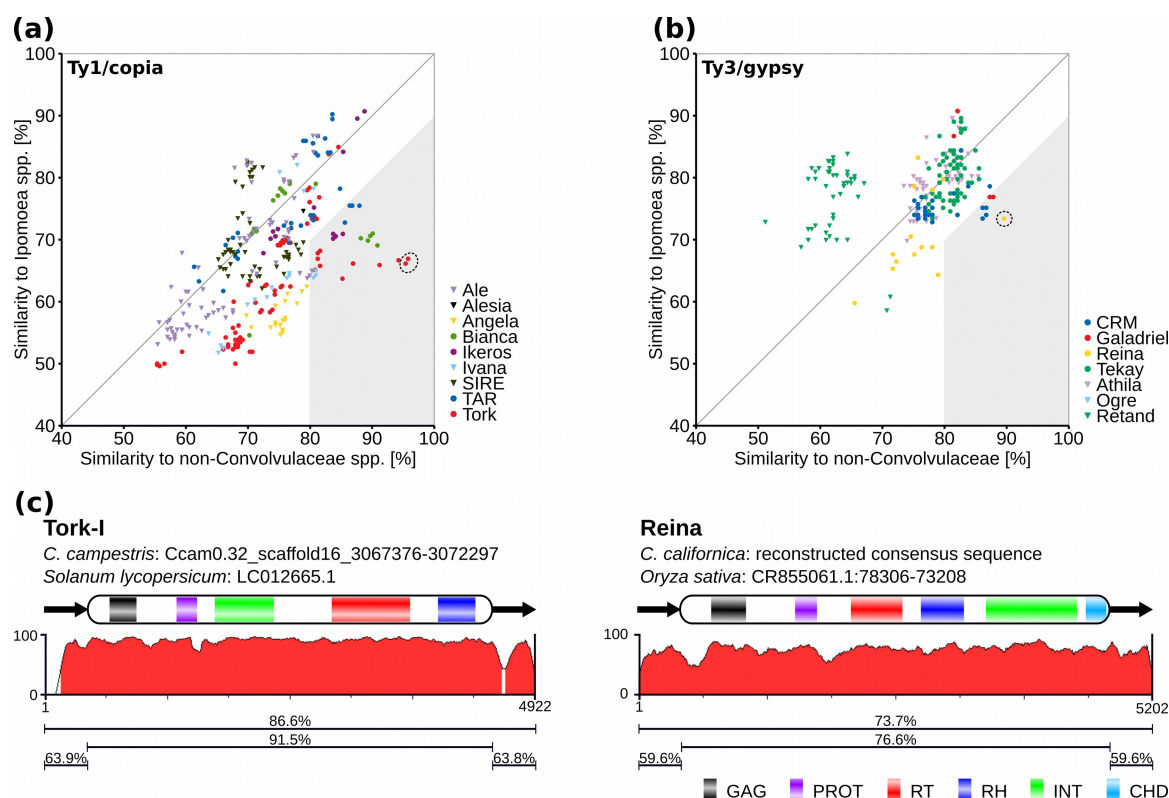 (a)
Ty1/copia
Similarity to Ipomoea spp. [%]
100
90
80
70
60
50
40
40 50 60 70 80 90 100
Similarity to non-Convolvulaceae spp. [%]
Ale
Alesia
Angela
Bianca
Ikeros
Ivana
SIRE
TAR
Tork
(b)
Ty3/gypsy
Similarity to Ipomoea spp. [%]
100
90
80
70
60
50
40
40 50 60 70 80 90 100
Similarity to non-Convolvulaceae [%]
CRM
Galadriel
Reina
Tekay
Athila
Ogre
Retand
(c)
Tork-I
C. campestris: Ccam0.32_scaffold16_3067376-3072297
Solanum lycopersicum: LC012665.1
100
0
1 4922
86.6%
91.5%
63.9% 63.8%
Reina
C. californica: reconstructed consensus sequence
Oryza sativa: CR855061.1:78306-73208
100
0
1 5202
73.7%
76.6%
59.6% 59.6%
GAG PROT RT RH INT CHD